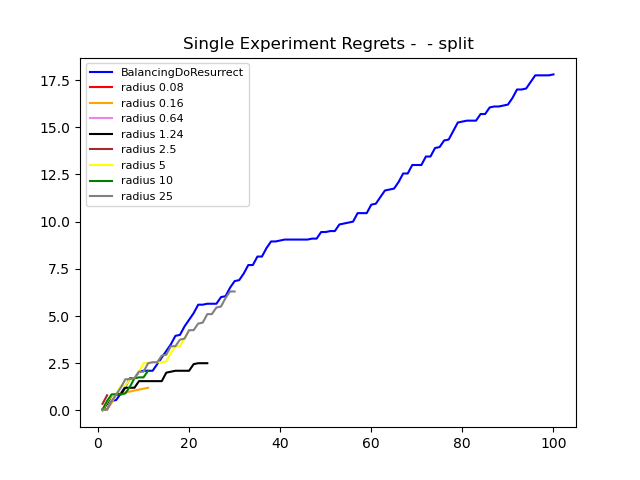 Single Experiment Regrets -  - split
BalancingDoResurrect
radius 0.08
radius 0.16
radius 0.64
radius 1.24
radius 2.5
radius 5
radius 10
radius 25
17.5
15.0
12.5
10.0
7.5
5.0
2.5
0.0
0 20 40 60 80 100